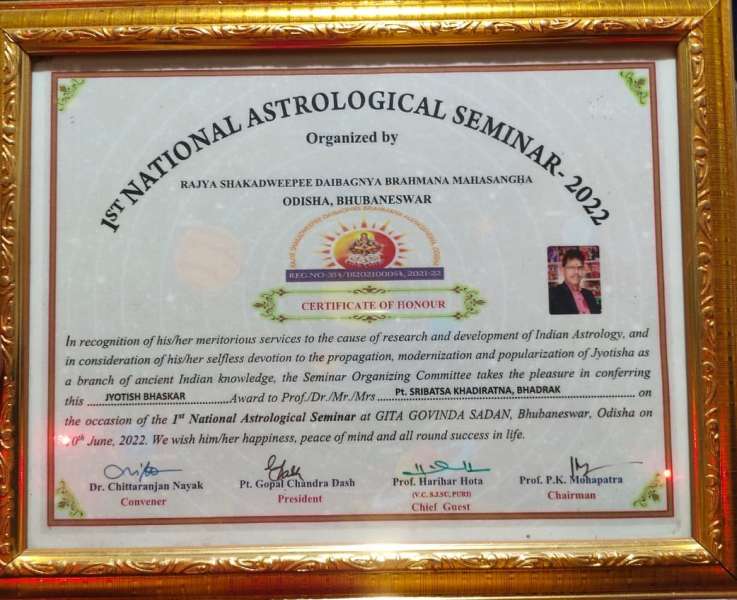 1ST NATIONAL ASTROLOGICAL SEMINAR- 2022
Organized by
RAJYA SHAKADWEEPEE DAIBAGNYA BRAHMANA MAHASANGHA
ODISHA, BHUBANESWAR
CERTIFICATE OF HONOUR
In recognition of his/her meritorious services to the cause of research and development of Indian Astrology, and
in consideration of his/her selfless devotion to the propagation, modernization and popularization of Jyotisha as
a branch of ancient Indian knowledge, the Seminar Organizing Committee takes the pleasure in conferring
this JYOTISH BHASKAR Award to Prof/Dr./Mr./Mrs Pt. SRIBATSA KHADIRATNA, BHADRAK on
the occasion of the 1st National Astrological Seminar at GITA GOVINDA SADAN, Bhubaneswar, Odisha on
0th June, 2022. We wish him/her happiness, peace of mind and all round success in life.
Dr. Chittaranjan Nayak
Convener
Pt. Gopal Chandra Dash
President
Prof. Harihar Hota
(V.C. S.J.SC, PURI)
Chief Guest
Prof. P.K. Mohapatra
Chairman